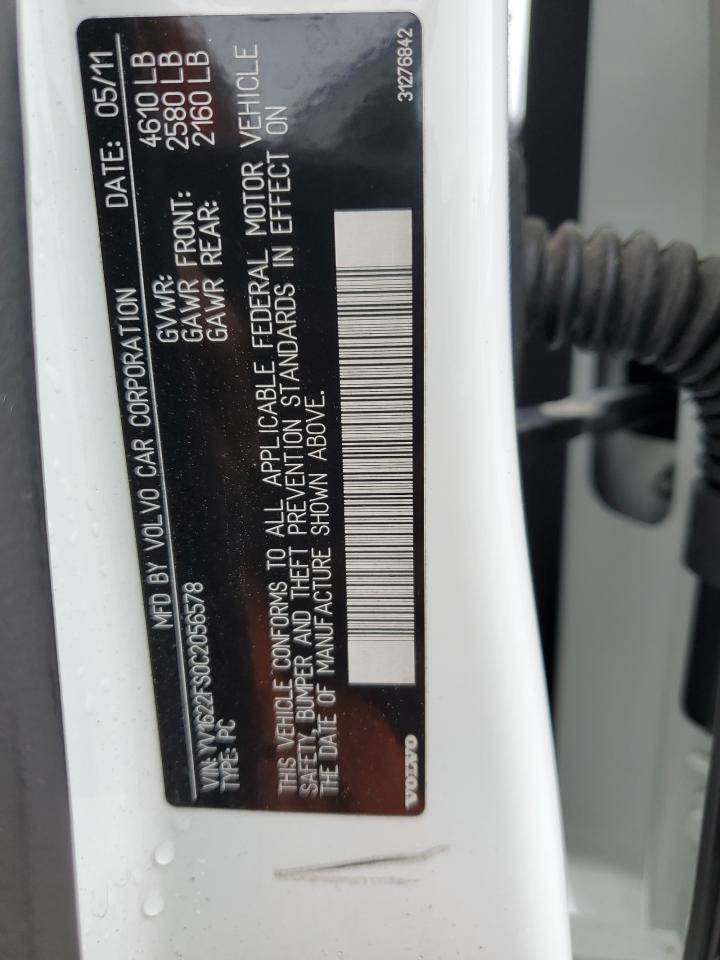 MFD BY VOLVO CAR CORPORATION DATE: 05/11
GVWR: 4610 LB
GAWR FRONT: 2580 LB
VIN: YV1622FS0C2056578 GAWR REAR: 2160 LB
TYPE: PC
THIS VEHICLE CONFORMS TO ALL APPLICABLE FEDERAL MOTOR VEHICLE
SAFETY, BUMPER AND THEFT PREVENTION STANDARDS IN EFFECT ON
THE DATE OF MANUFACTURE SHOWN ABOVE.
VOLVO 31276842